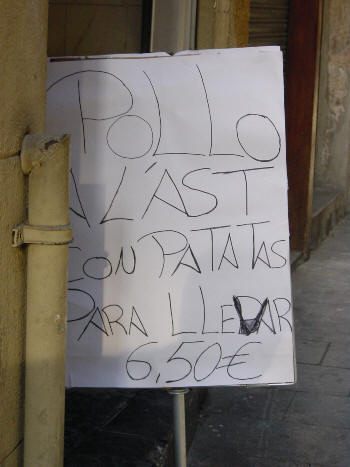 POLLO
A L'AST
CON PATATAS
PARA LLEVAR
6,50€